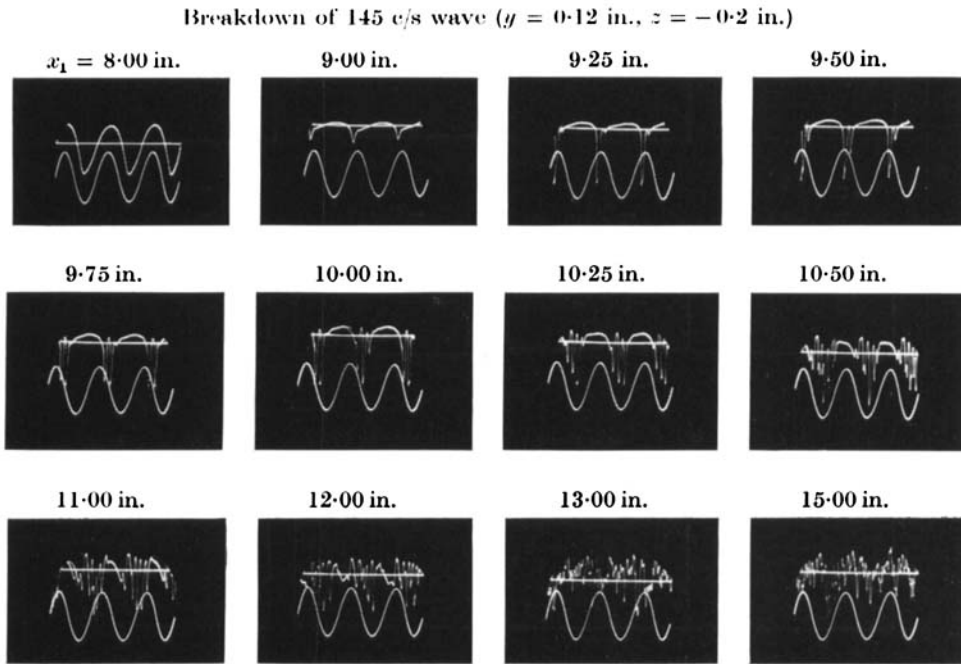 Breakdown of 145 c/s wave (y = 0·12 in., z = −0·2 in.)
x₁ = 8·00 in. 9·00 in. 9·25 in. 9·50 in.
9·75 in. 10·00 in. 10·25 in. 10·50 in.
11·00 in. 12·00 in. 13·00 in. 15·00 in.